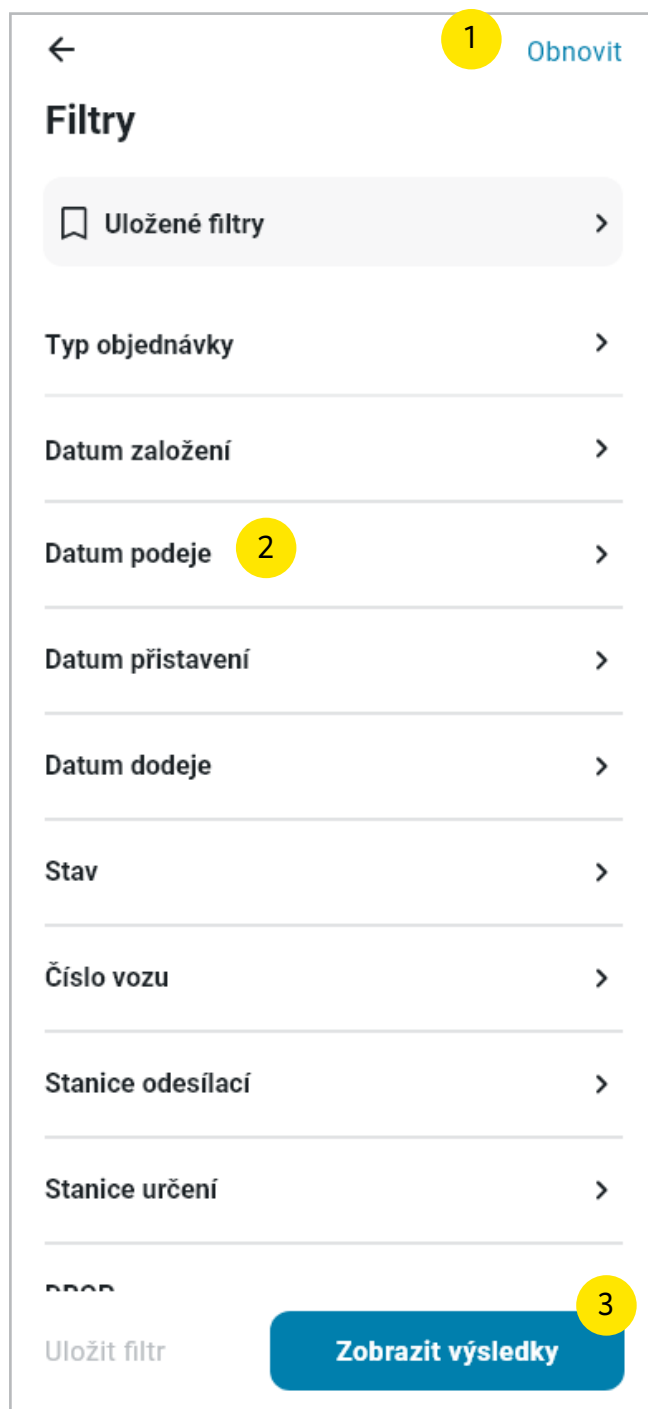 1
Obnovit
Filtry
Uložené filtry
Typ objednávky
Datum založení
Datum podeje
2
Datum přistavení
Datum dodeje
Stav
Číslo vozu
Stanice odesílací
Stanice určení
3
Uložit filtr
Zobrazit výsledky